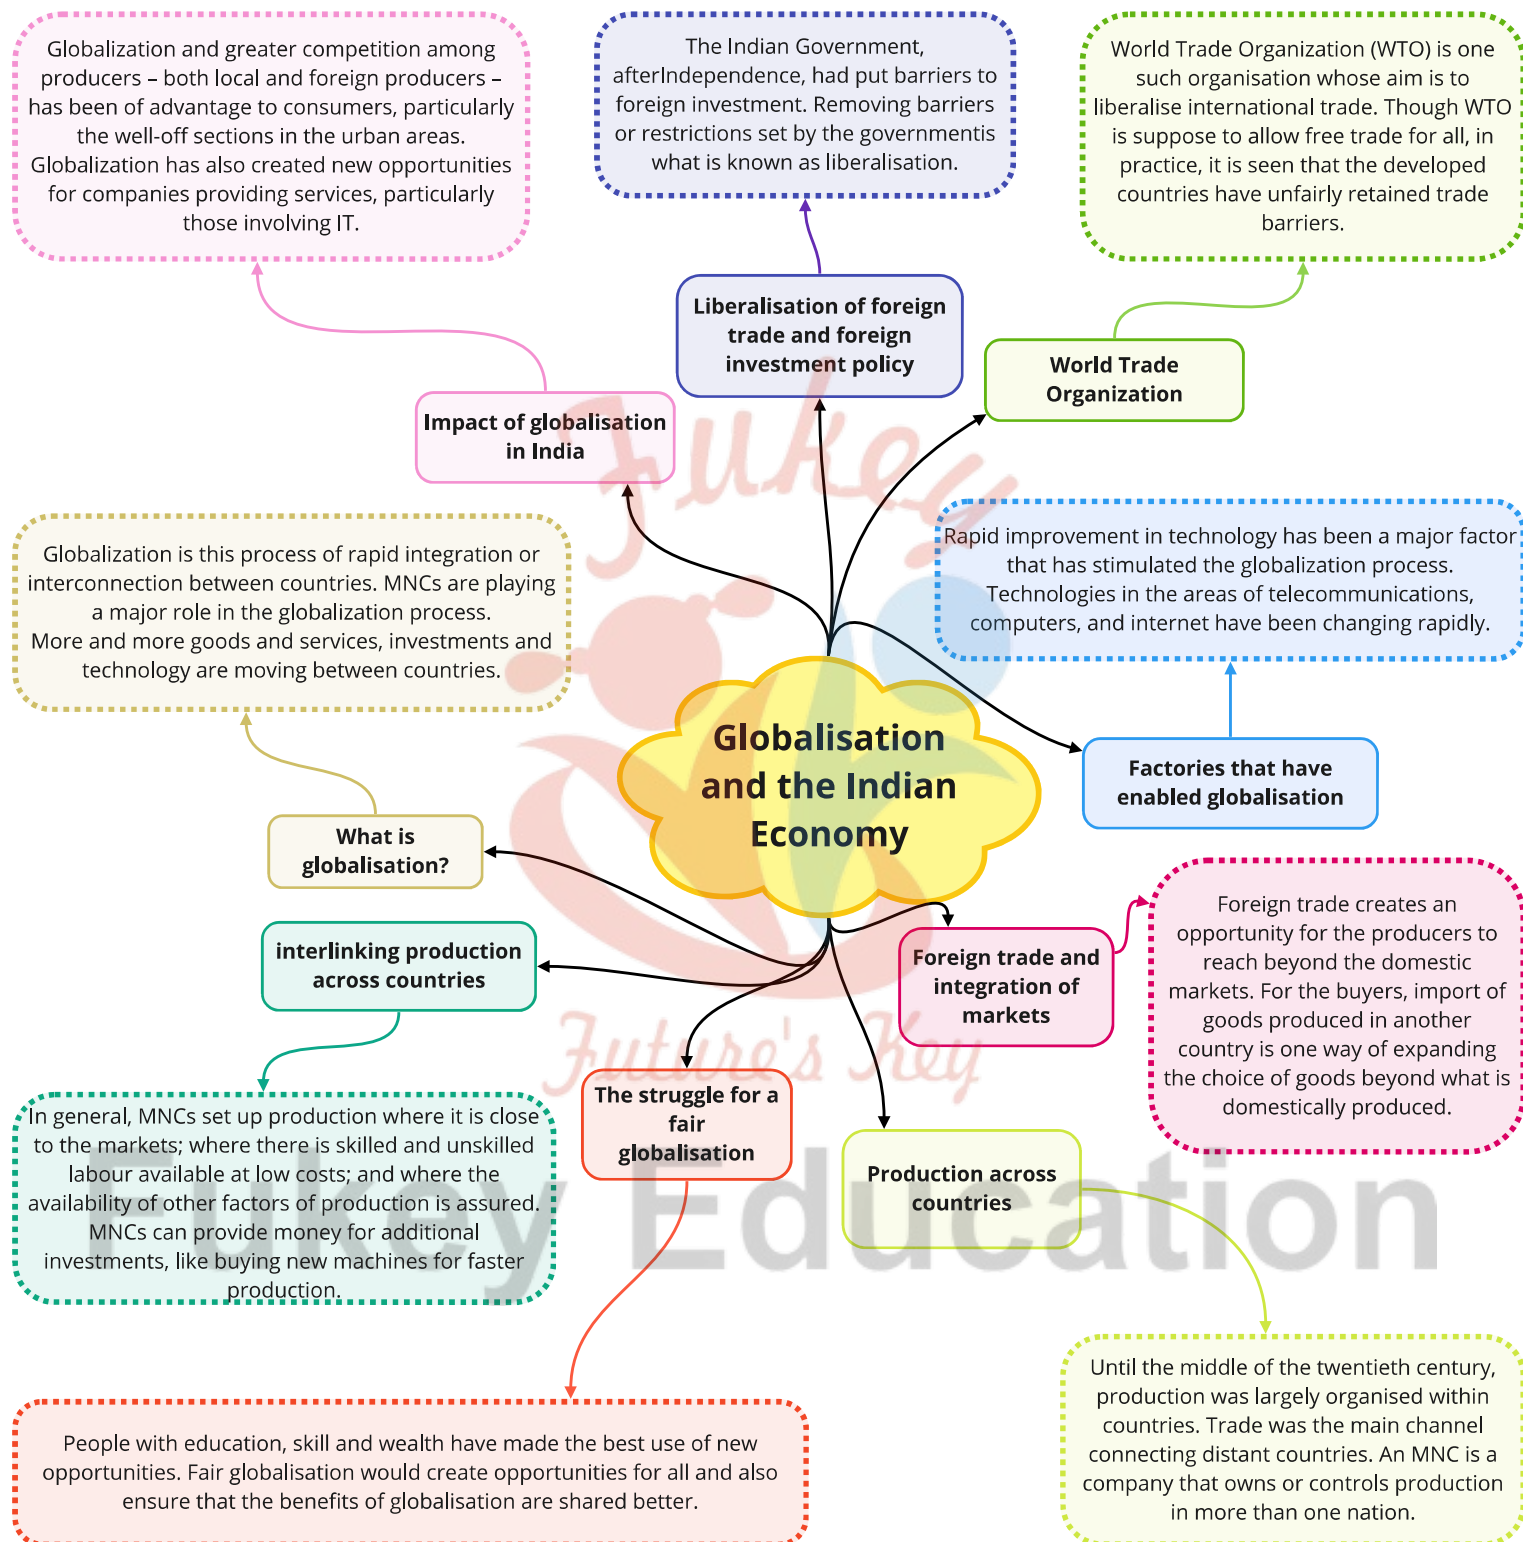 Globalization and greater competition among
producers – both local and foreign producers –
has been of advantage to consumers, particularly
the well-off sections in the urban areas.
Globalization has also created new opportunities
for companies providing services, particularly
those involving IT.
The Indian Government,
afterIndependence, had put barriers to
foreign investment. Removing barriers
or restrictions set by the governmentis
what is known as liberalisation.
World Trade Organization (WTO) is one
such organisation whose aim is to
liberalise international trade. Though WTO
is suppose to allow free trade for all, in
practice, it is seen that the developed
countries have unfairly retained trade
barriers.
Liberalisation of foreign
trade and foreign
investment policy
World Trade
Organization
Impact of globalisation
in India
Fukey
Globalization is this process of rapid integration or
interconnection between countries. MNCs are playing
a major role in the globalization process.
More and more goods and services, investments and
technology are moving between countries.
Rapid improvement in technology has been a major factor
that has stimulated the globalization process.
Technologies in the areas of telecommunications,
computers, and internet have been changing rapidly.
Globalisation
and the Indian
Economy
Factories that have
enabled globalisation
What is
globalisation?
interlinking production
across countries
Foreign trade and
integration of
markets
Foreign trade creates an
opportunity for the producers to
reach beyond the domestic
markets. For the buyers, import of
goods produced in another
country is one way of expanding
the choice of goods beyond what is
domestically produced.
Future's Key
The struggle for a
fair
globalisation
Production across
countries
In general, MNCs set up production where it is close
to the markets; where there is skilled and unskilled
labour available at low costs; and where the
availability of other factors of production is assured.
MNCs can provide money for additional
investments, like buying new machines for faster
production.
Fukey Education
Until the middle of the twentieth century,
production was largely organised within
countries. Trade was the main channel
connecting distant countries. An MNC is a
company that owns or controls production
in more than one nation.
People with education, skill and wealth have made the best use of new
opportunities. Fair globalisation would create opportunities for all and also
ensure that the benefits of globalisation are shared better.